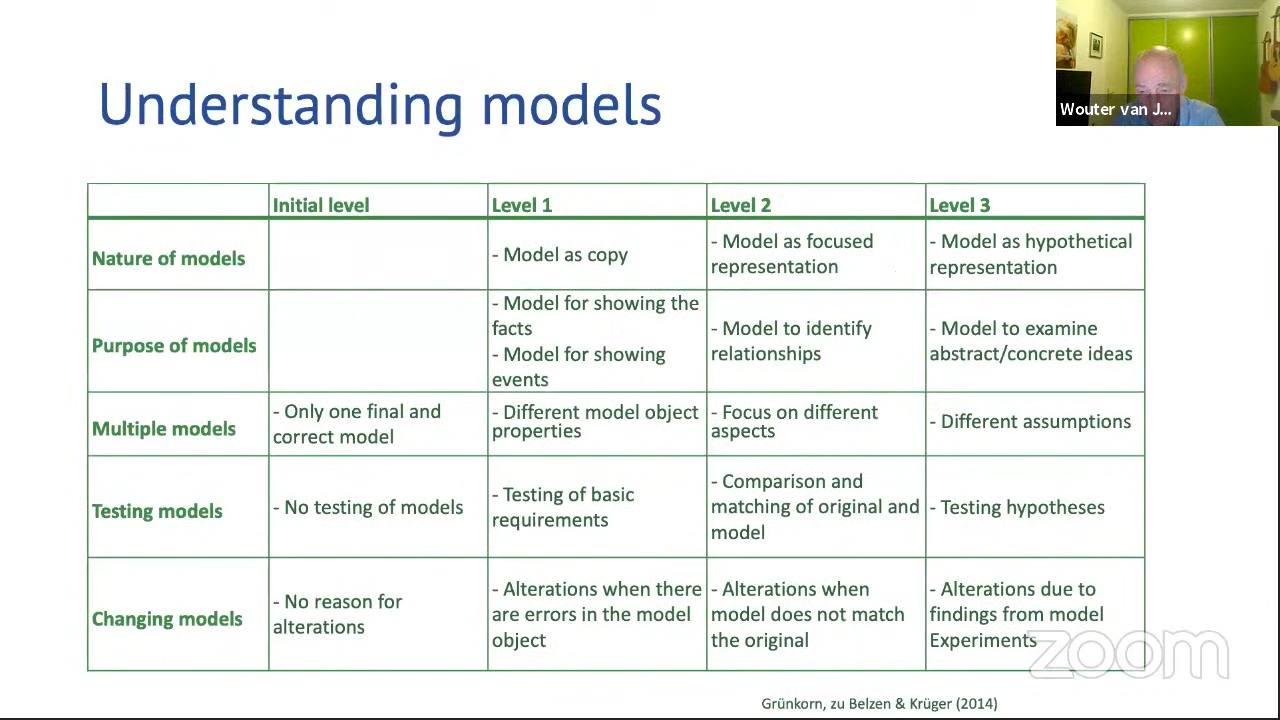 Understanding models
Wouter van J...
Initial level
Level 1
Level 2
Level 3
Nature of models
- Model as copy
- Model as focused
representation
- Model as hypothetical
representation
Purpose of models
- Model for showing the
facts
- Model for showing
events
- Model to identify
relationships
- Model to examine
abstract/concrete ideas
Multiple models
- Only one final and
correct model
- Different model object
properties
- Focus on different
aspects
- Different assumptions
Testing models
- No testing of models
- Testing of basic
requirements
- Comparison and
matching of original and
model
- Testing hypotheses
Changing models
- No reason for
alterations
- Alterations when there
are errors in the model
object
- Alterations when
model does not match
the original
- Alterations due to
findings from model
Experiments
zoom
Grünkorn, zu Belzen & Krüger (2014)